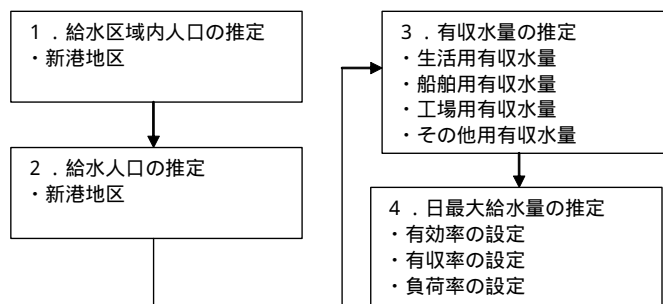 １．給水区域内人口の推定
・新港地区
２．給水人口の推定
・新港地区
３．有収水量の推定
・生活用有収水量
・船舶用有収水量
・工場用有収水量
・その他用有収水量
４．日最大給水量の推定
・有効率の設定
・有収率の設定
・負荷率の設定